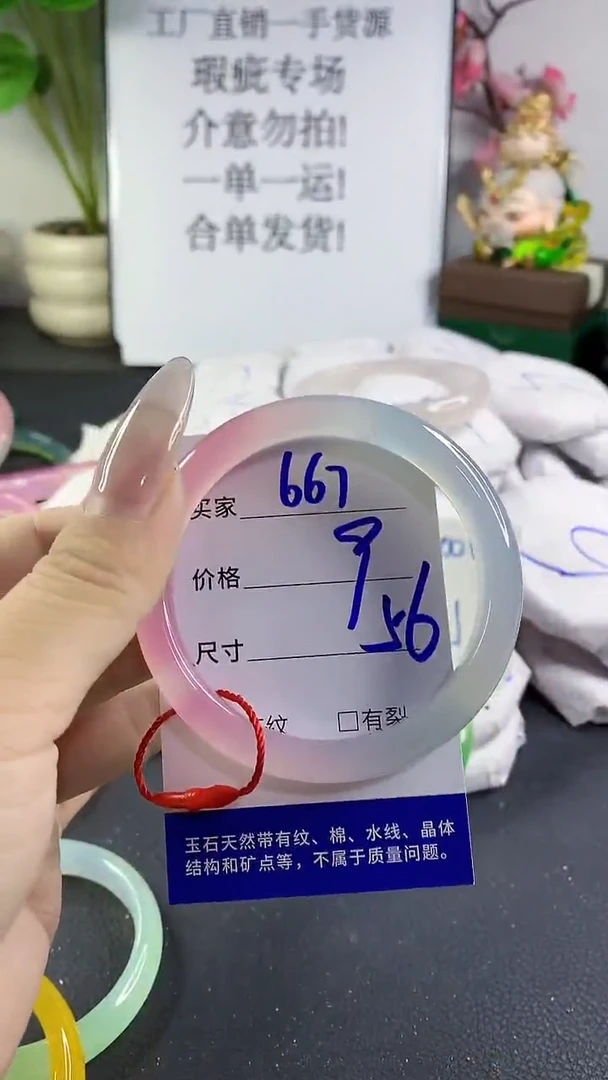 工厂直销一手货源
瑕疵专场
介意勿拍!
一单一运!
合单发货!
买家 667
价格 9
尺寸 56
纹 □有裂
玉石天然带有纹、棉、水线、晶体
结构和矿点等，不属于质量问题。